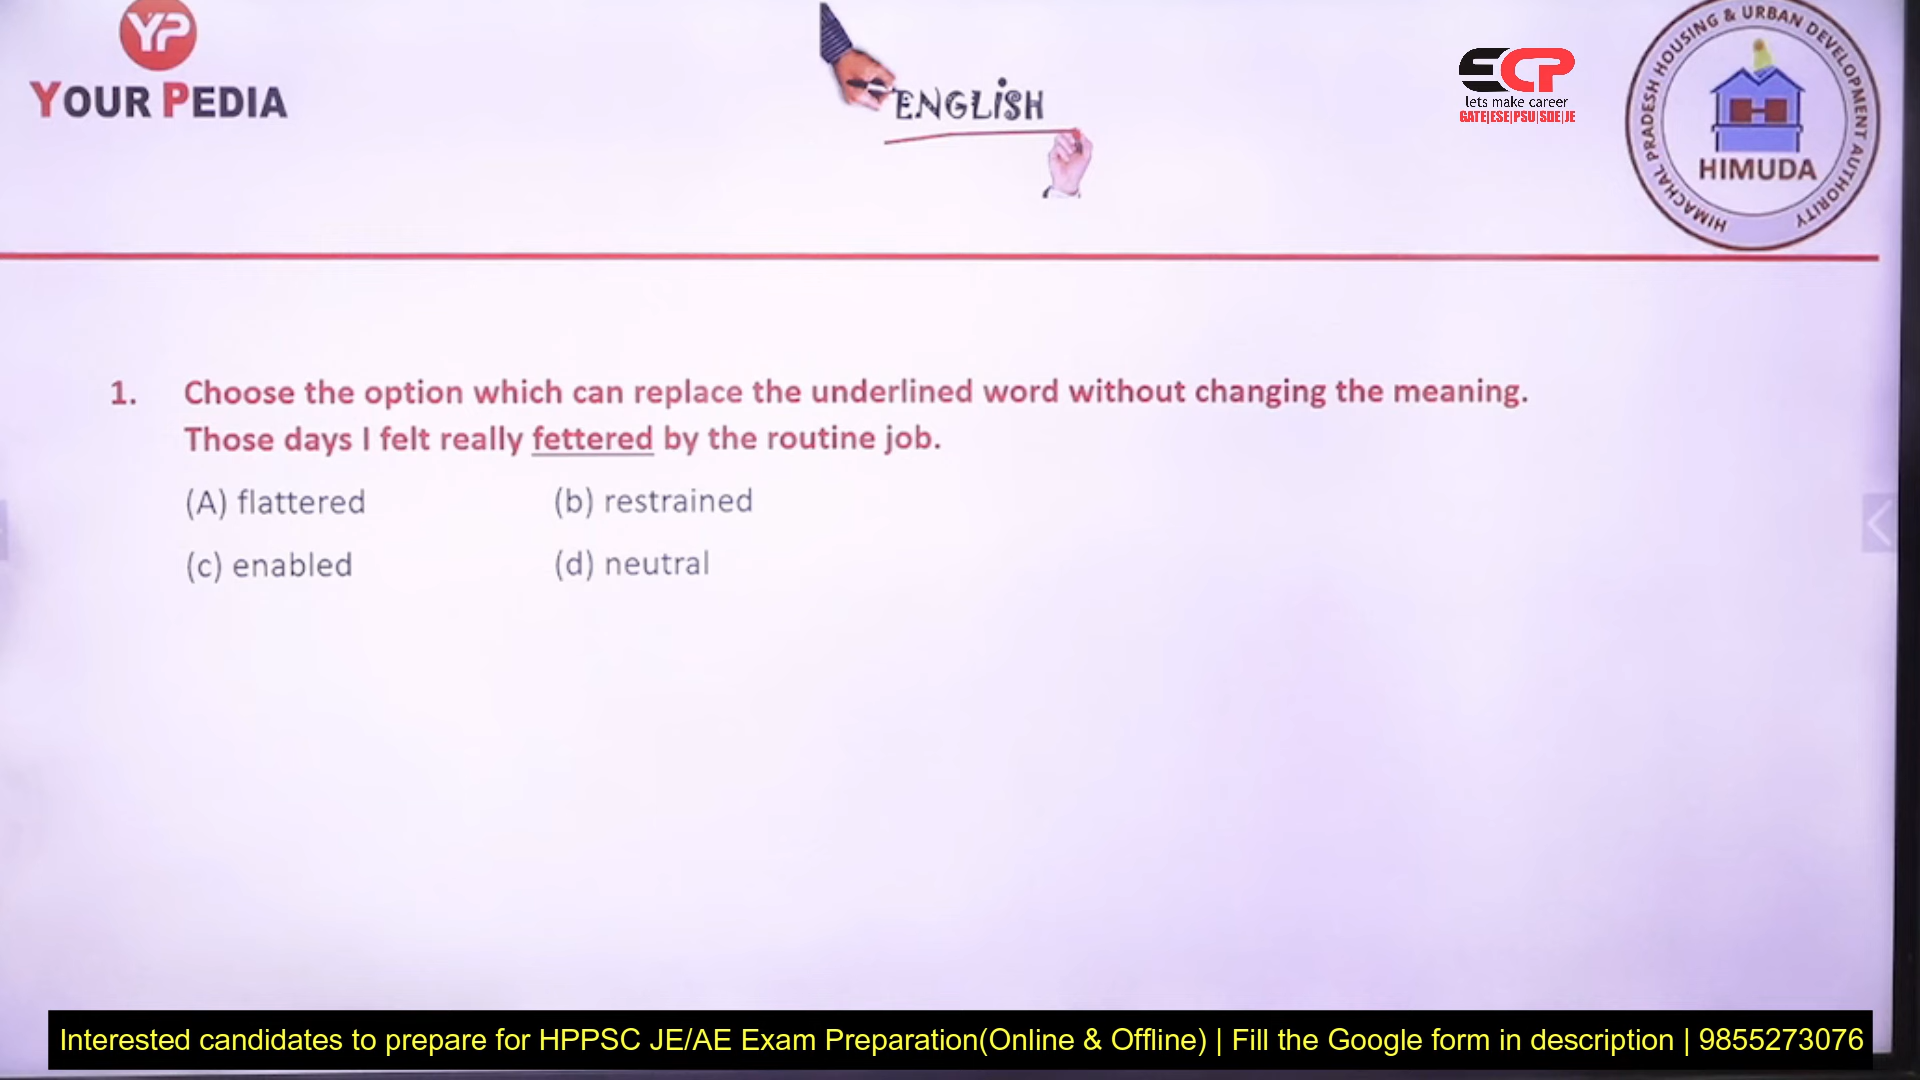 YP
YOUR PEDIA
ENGLISH
ECP
lets make career
GATE|ESE|PSU|SDE|JE
HIMACHAL PRADESH HOUSING & URBAN DEVELOPMENT AUTHORITY
HIMUDA
1. Choose the option which can replace the underlined word without changing the meaning.
Those days I felt really fettered by the routine job.
(A) flattered (b) restrained
(c) enabled (d) neutral
Interested candidates to prepare for HPPSC JE/AE Exam Preparation(Online & Offline) | Fill the Google form in description | 9855273076